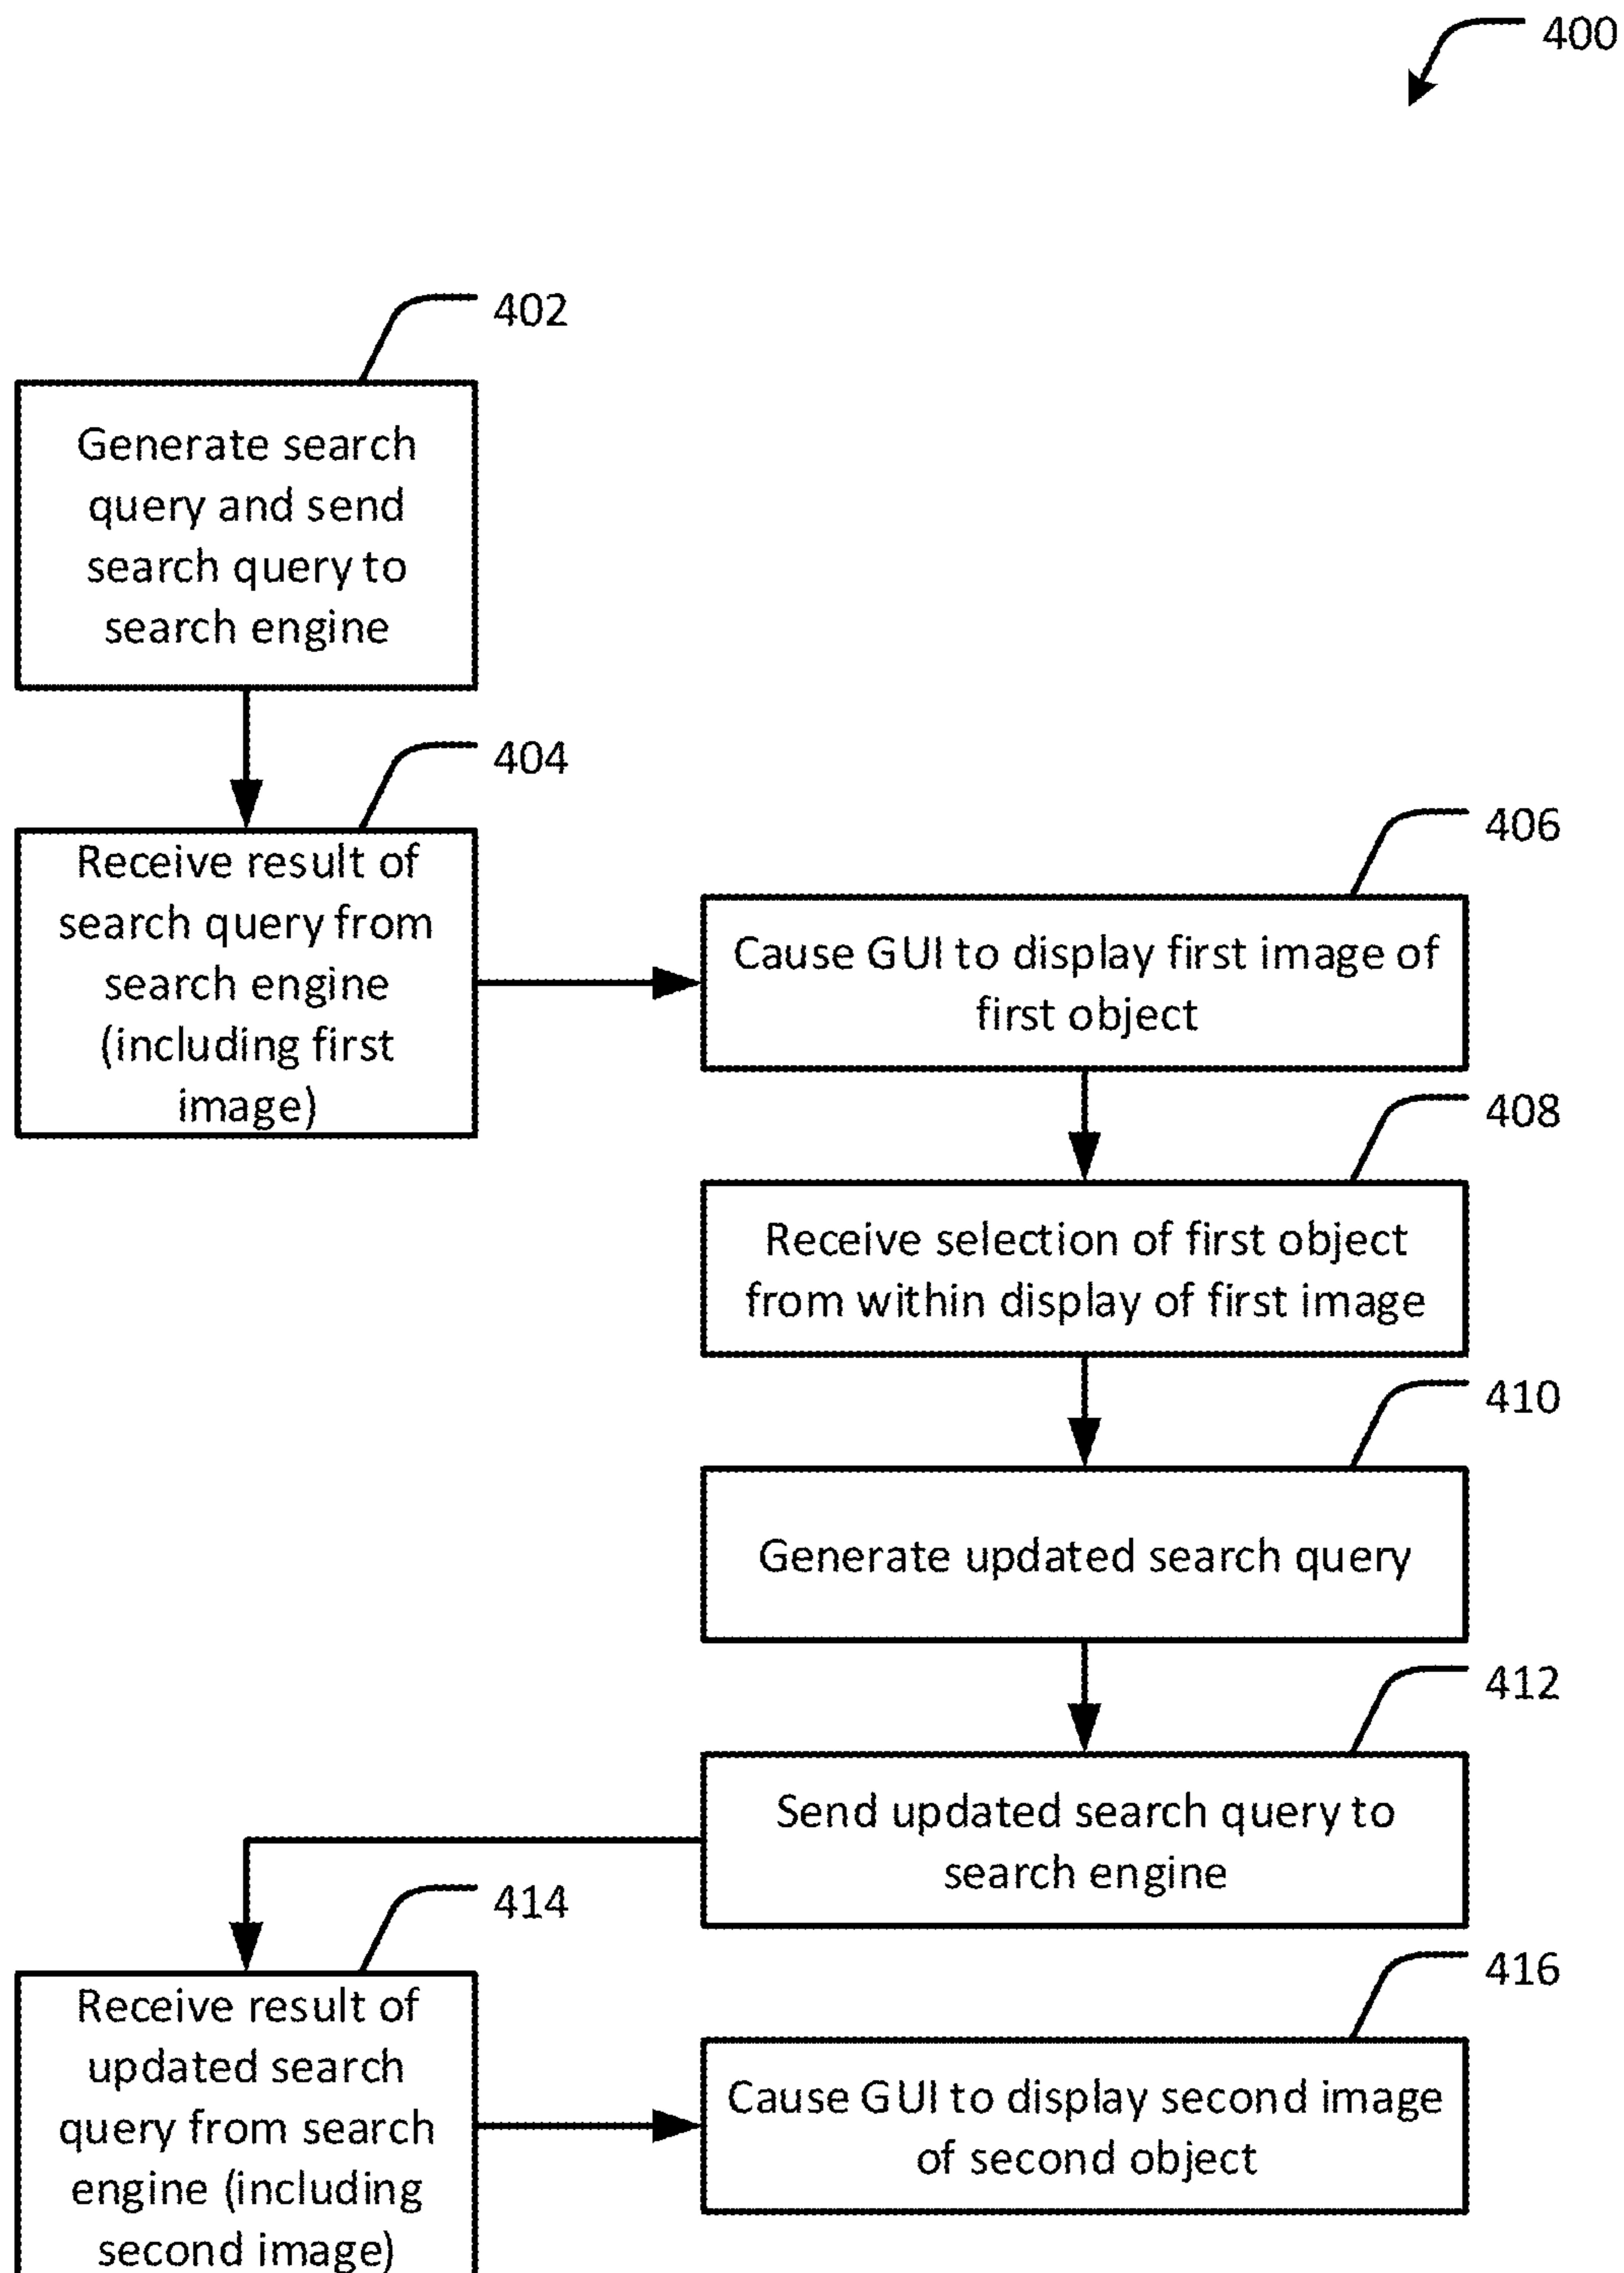 400
402
Generate search
query and send
search query to
search engine
404
Receive result of
search query from
search engine
(including first
image)
406
Cause GUI to display first image of
first object
408
Receive selection of first object
from within display of first image
410
Generate updated search query
412
Send updated search query to
search engine
414
Receive result of
updated search
query from search
engine (including
second image)
416
Cause GUI to display second image
of second object